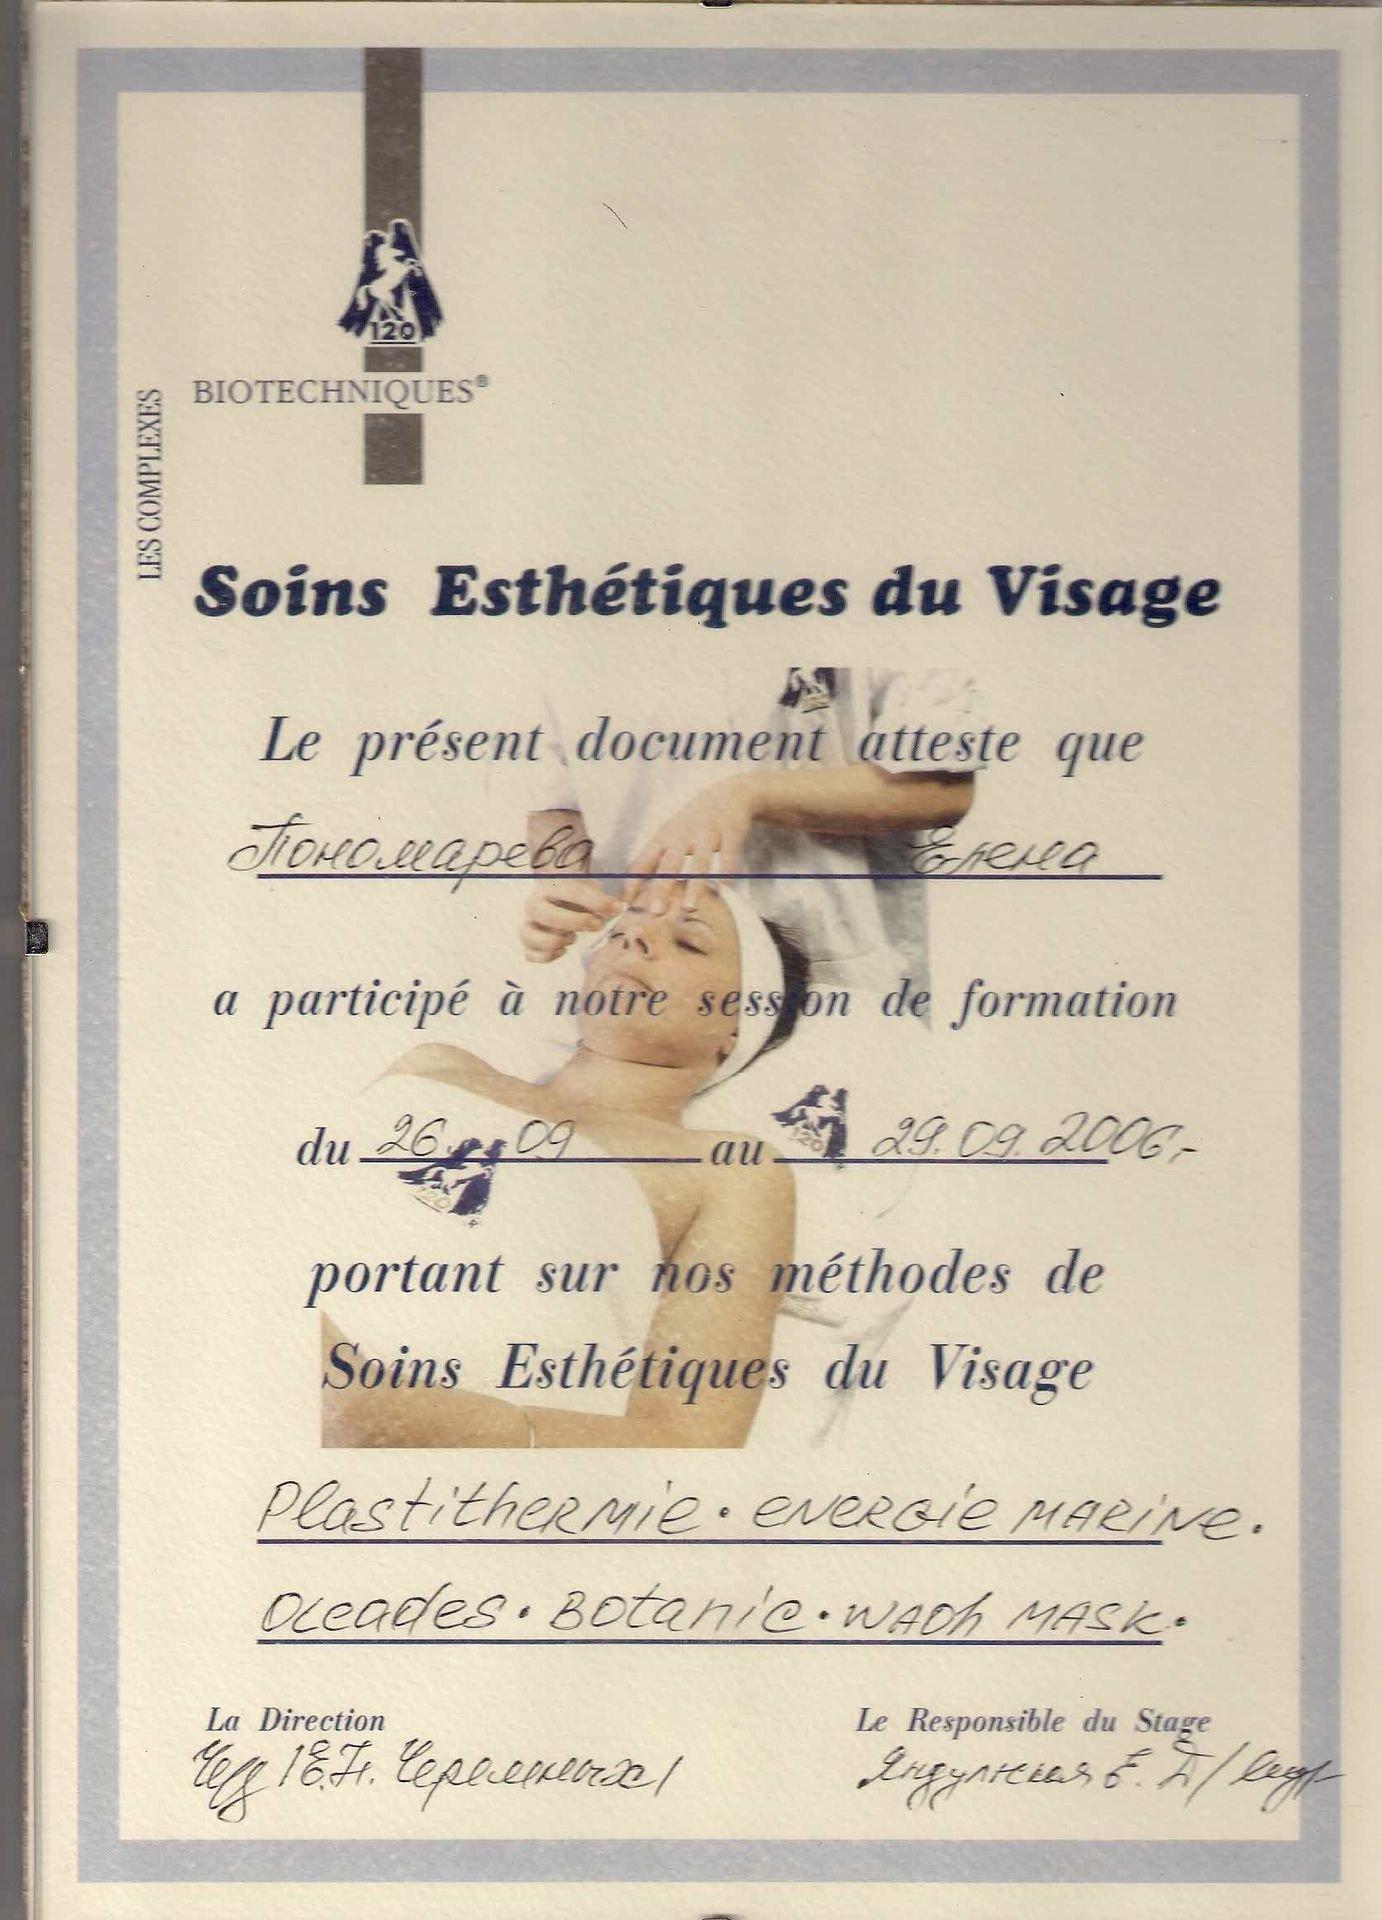 120
BIOTECHNIQUES®
LES COMPLEXES
Soins Esthétiques du Visage
Le présent document atteste que
Пономарева Елена
a participé à notre session de formation
du 26. 09 au 29.09.2006,-
portant sur nos méthodes de
Soins Esthétiques du Visage
Plastithermie • ENERGie MARiNe •
OLeades • Botanic • WAOh MASK •
La Direction Le Responsible du Stage
/Е.Н. Черемных/ Е. Д/